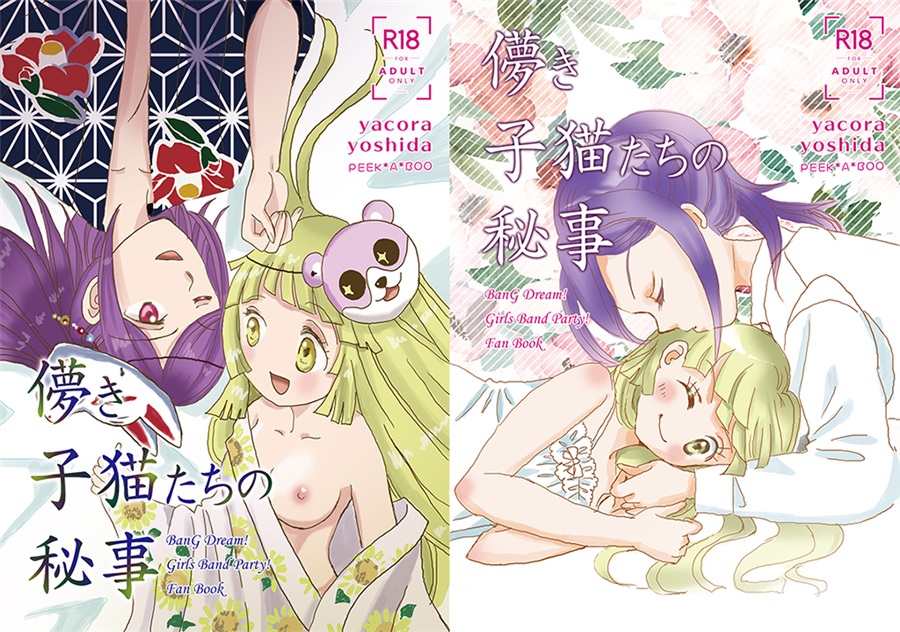 R18
FOR
ADULT
ONLY
yacora
yoshida
PEEK*A*BOO
儚き
子猫たちの
秘事
BanG Dream!
Girls Band Party!
Fan Book
儚き
子猫たちの
秘事
R18
FOR
ADULT
ONLY
yacora
yoshida
PEEK*A*BOO
BanG Dream!
Girls Band Party!
Fan Book